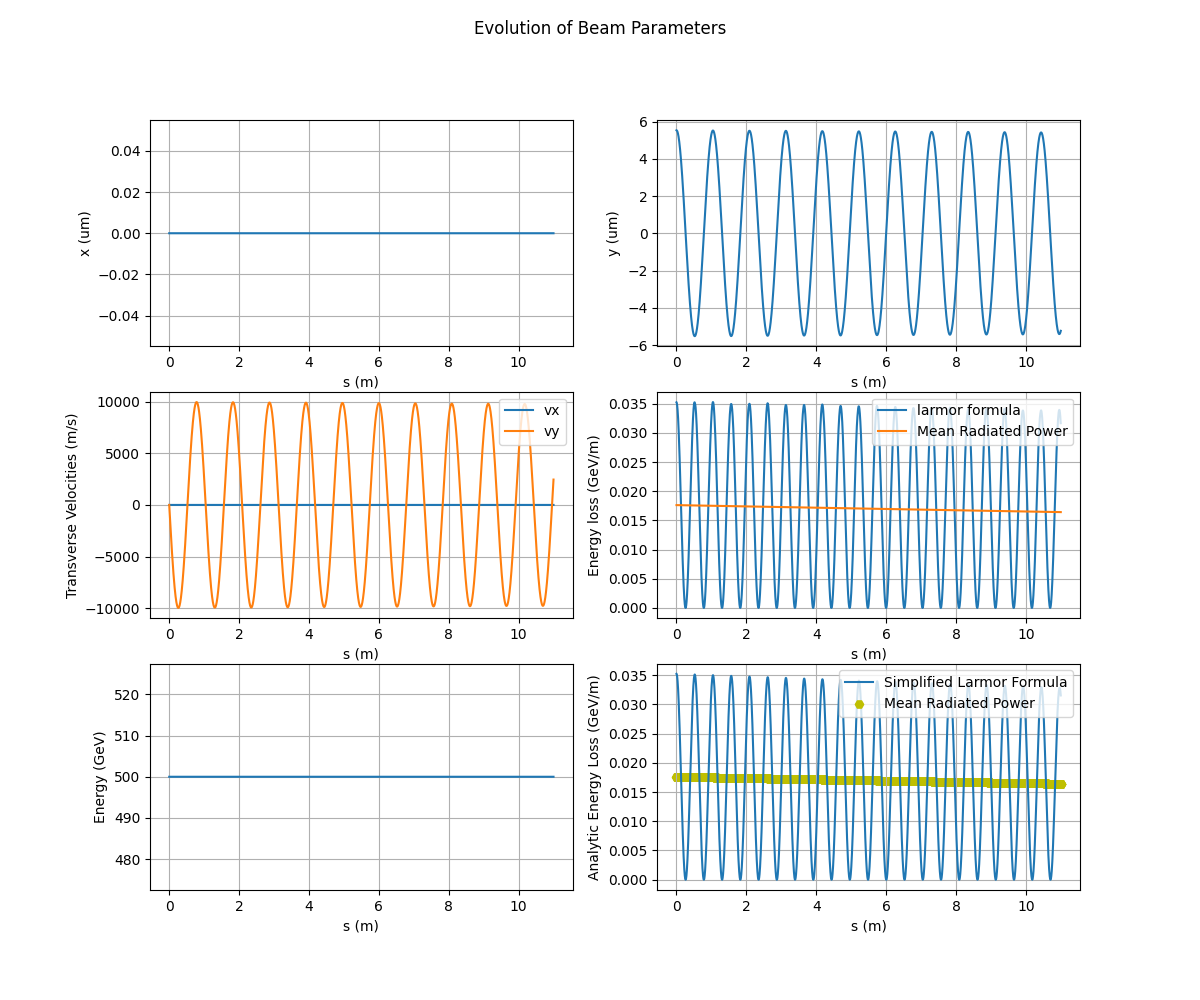 Evolution of Beam Parameters
0.04
0.02
0.00
−0.02
−0.04
x (um)
0 2 4 6 8 10
s (m)
6
4
2
0
−2
−4
−6
y (um)
0 2 4 6 8 10
s (m)
10000
5000
0
−5000
−10000
Transverse Velocities (m/s)
vx
vy
0 2 4 6 8 10
s (m)
0.035
0.030
0.025
0.020
0.015
0.010
0.005
0.000
Energy loss (GeV/m)
larmor formula
Mean Radiated Power
0 2 4 6 8 10
s (m)
520
510
500
490
480
Energy (GeV)
0 2 4 6 8 10
s (m)
0.035
0.030
0.025
0.020
0.015
0.010
0.005
0.000
Analytic Energy Loss (GeV/m)
Simplified Larmor Formula
Mean Radiated Power
0 2 4 6 8 10
s (m)